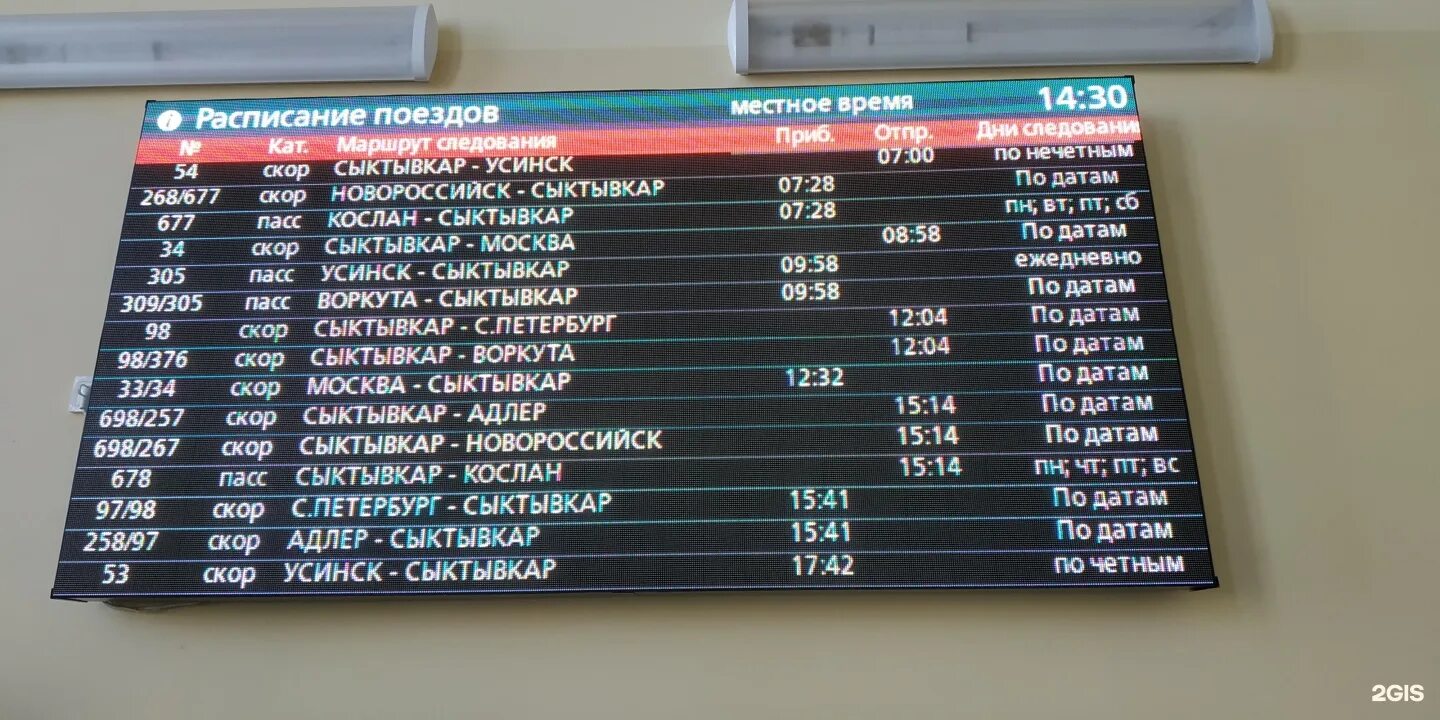 Расписание поездов местное время 14:30
№ Кат. Маршрут следования Приб. Отпр. Дни следовани
54 скор СЫКТЫВКАР - УСИНСК 07:00 по нечетным
268/677 скор НОВОРОССИЙСК - СЫКТЫВКАР 07:28 По датам
677 пасс КОСЛАН - СЫКТЫВКАР 07:28 пн; вт; пт; сб
34 скор СЫКТЫВКАР - МОСКВА 08:58 По датам
305 пасс УСИНСК - СЫКТЫВКАР 09:58 ежедневно
309/305 пасс ВОРКУТА - СЫКТЫВКАР 09:58 По датам
98 скор СЫКТЫВКАР - С.ПЕТЕРБУРГ 12:04 По датам
98/376 скор СЫКТЫВКАР - ВОРКУТА 12:04 По датам
33/34 скор МОСКВА - СЫКТЫВКАР 12:32 По датам
698/257 скор СЫКТЫВКАР - АДЛЕР 15:14 По датам
698/267 скор СЫКТЫВКАР - НОВОРОССИЙСК 15:14 По датам
678 пасс СЫКТЫВКАР - КОСЛАН 15:14 пн; чт; пт; вс
97/98 скор С.ПЕТЕРБУРГ - СЫКТЫВКАР 15:41 По датам
258/97 скор АДЛЕР - СЫКТЫВКАР 15:41 По датам
53 скор УСИНСК - СЫКТЫВКАР 17:42 по четным
2GIS